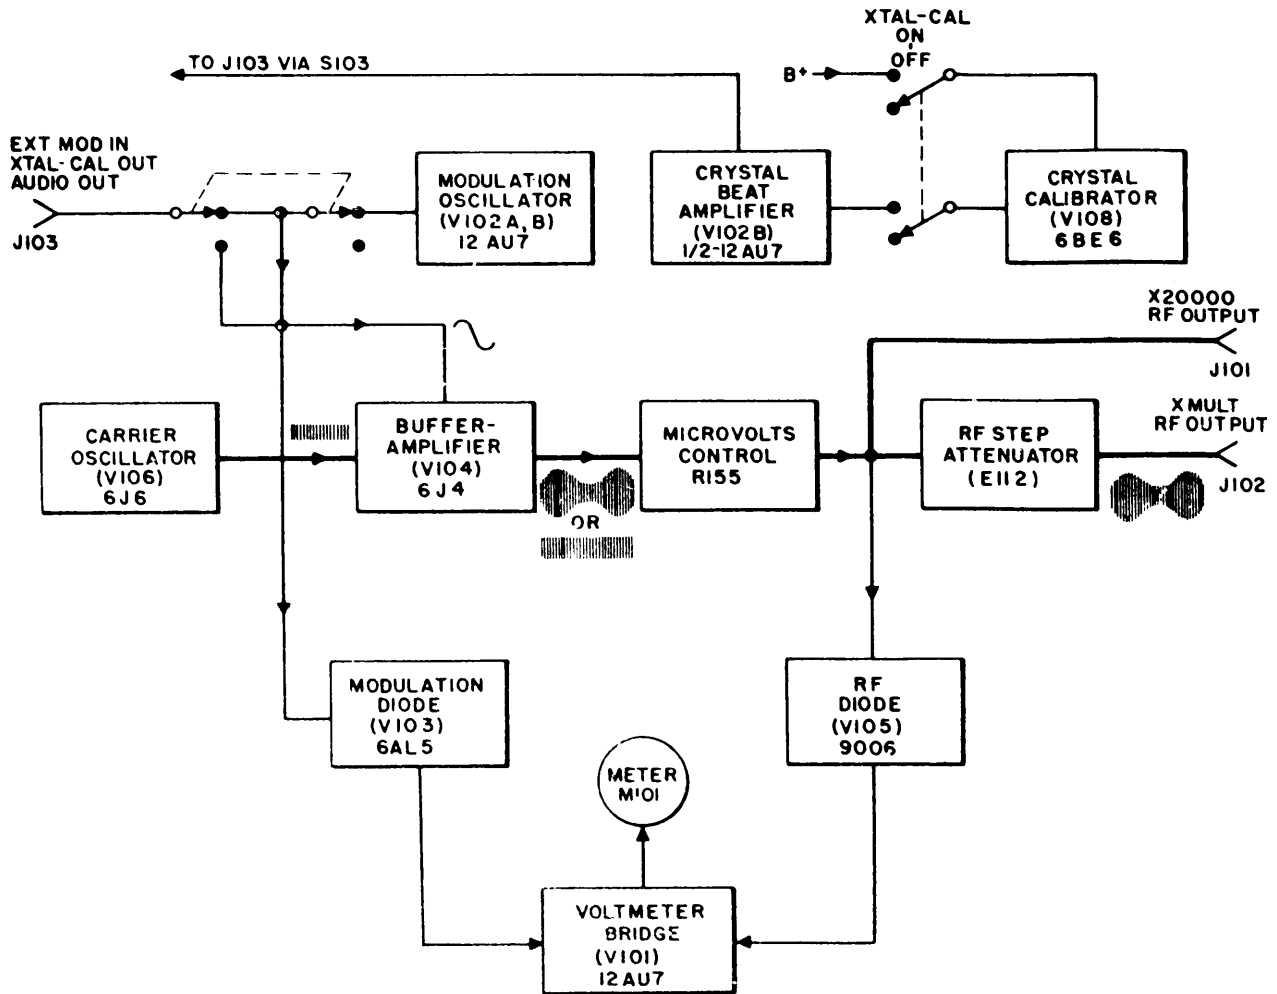 XTAL-CAL
ON
OFF
TO J103 VIA S103
B+
EXT MOD IN
XTAL-CAL OUT
AUDIO OUT
J103
MODULATION
OSCILLATOR
(V102A, B)
12AU7
CRYSTAL
BEAT
AMPLIFIER
(V102B)
1/2-12AU7
CRYSTAL
CALIBRATOR
(V108)
6BE6
X20000
RF OUTPUT
J101
CARRIER
OSCILLATOR
(V106)
6J6
BUFFER-
AMPLIFIER
(V104)
6J4
OR
MICROVOLTS
CONTROL
R155
RF STEP
ATTENUATOR
(E112)
XMULT
RF OUTPUT
J102
MODULATION
DIODE
(V103)
6AL5
RF
DIODE
(V105)
9006
METER
M101
VOLTMETER
BRIDGE
(V101)
12AU7